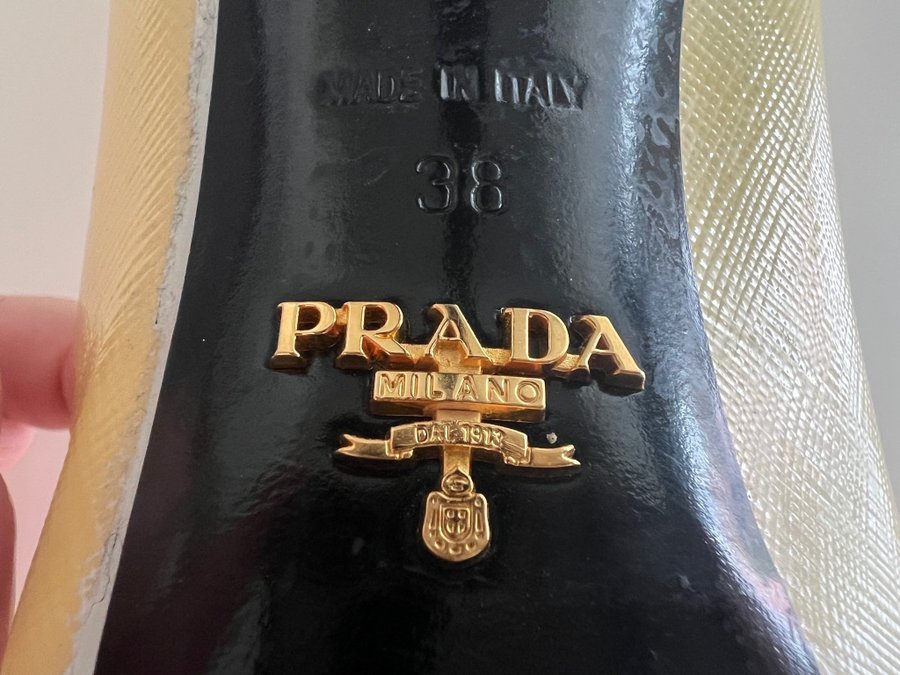 MADE IN ITALY
38
PRADA
MILANO
DAL 1913